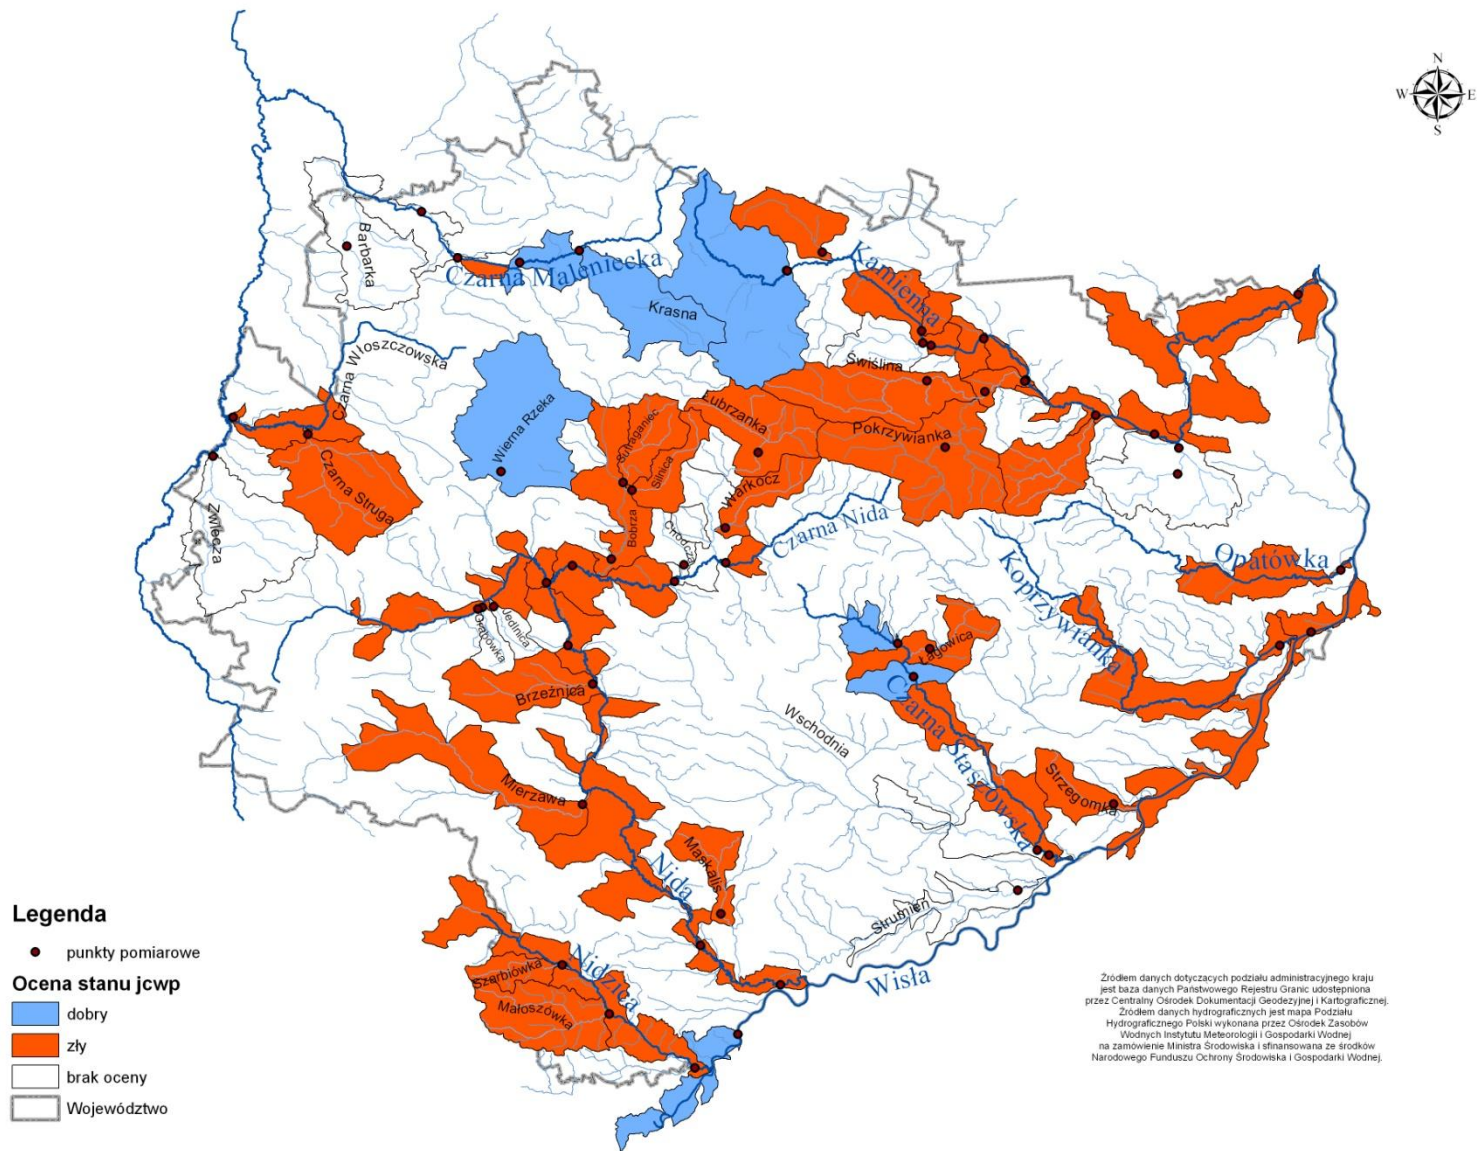 N
W E
S
Barbarka
Czarna Maleniecka
Kamienna
Krasna
Świślina
Czarna Włoszczowska
Wierna Rzeka
Sufraganiec
Silnica
Lubrzanka
Pokrzywianka
Czarna Struga
Warkocz
Zwlecza
Bobrza
Chodcza
Czarna Nida
Opatówka
Koprzywianka
Grabówka
Jedlnica
Łagowica
Brzeźnica
Czarna Staszowska
Wschodnia
Mierzawa
Strzegomka
Maskalis
Nida
Strumień
Nidzica
Szarbiówka
Małoszówka
Wisła
Legenda
punkty pomiarowe
Ocena stanu jcwp
dobry
zły
brak oceny
Województwo
Źródłem danych dotyczących podziału administracyjnego kraju
jest baza danych Państwowego Rejestru Granic udostępniona
przez Centralny Ośrodek Dokumentacji Geodezyjnej i Kartograficznej.
Źródłem danych hydrograficznych jest mapa Podziału
Hydrograficznego Polski wykonana przez Ośrodek Zasobów
Wodnych Instytutu Meteorologii i Gospodarki Wodnej
na zamówienie Ministra Środowiska i sfinansowana ze środków
Narodowego Funduszu Ochrony Środowiska i Gospodarki Wodnej.